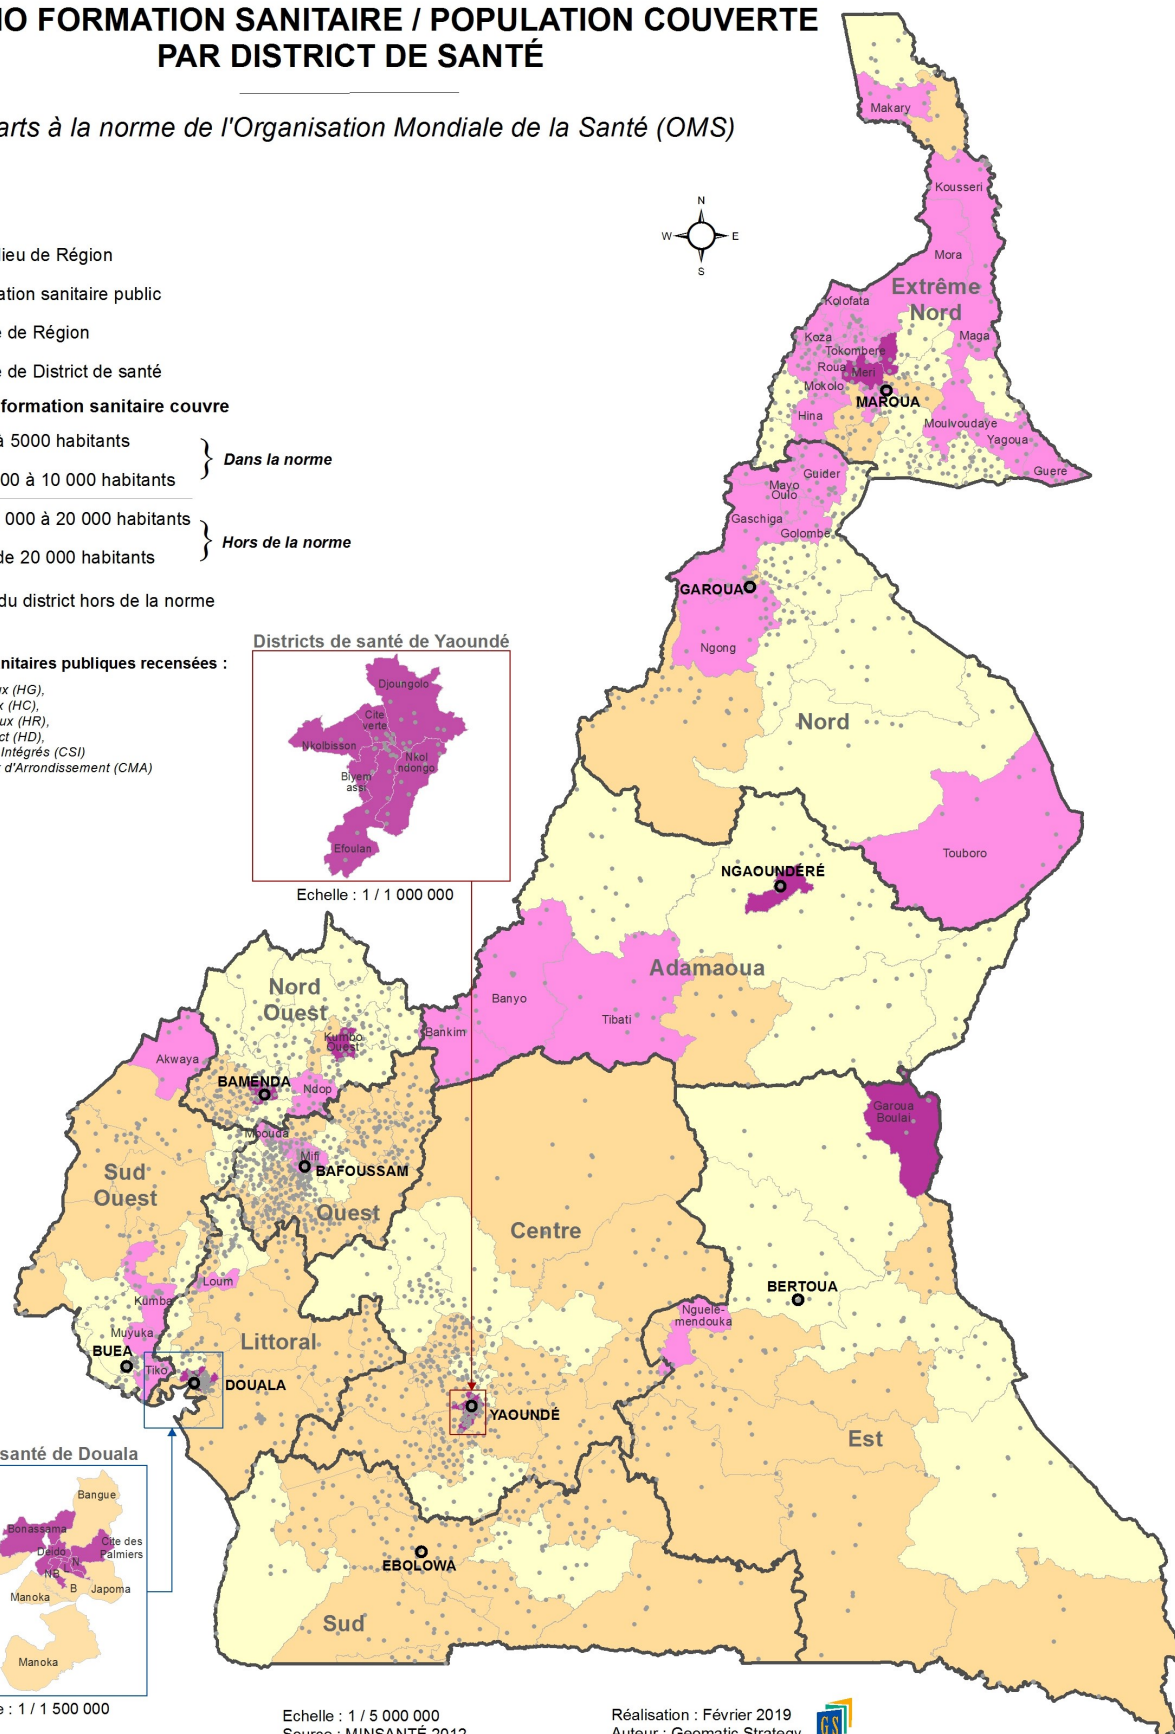 IO FORMATION SANITAIRE / POPULATION COUVERTE
PAR DISTRICT DE SANTÉ
arts à la norme de l'Organisation Mondiale de la Santé (OMS)
N
W
E
S
lieu de Région
ation sanitaire public
e de Région
e de District de santé
formation sanitaire couvre
à 5000 habitants
00 à 10 000 habitants
Dans la norme
000 à 20 000 habitants
de 20 000 habitants
Hors de la norme
du district hors de la norme
nitaires publiques recensées :
ux (HG),
x (HC),
ux (HR),
ct (HD),
Intégrés (CSI)
t d'Arrondissement (CMA)
Districts de santé de Yaoundé
Djoungolo
Cite
verte
Nkolbisson
Nkol
ndongo
Biyem
assi
Efoulan
Echelle : 1 / 1 000 000
Makary
Kousseri
Mora
Extrême
Nord
Kolofata
Koza
Maga
Tokombere
Roua
Meri
Mokolo
MAROUA
Hina
Moulvoudaye
Yagoua
Guere
Guider
Mayo
Oulo
Gaschiga
Golombe
GAROUA
Ngong
Nord
Touboro
NGAOUNDÉRÉ
Adamaoua
Banyo
Tibati
Bankim
Nord
Ouest
Kumbo
Ouest
Akwaya
BAMENDA
Ndop
Mbouda
Mifi
BAFOUSSAM
Ouest
Sud
Ouest
Garoua
Boulai
Centre
BERTOUA
Nguele-
mendouka
Loum
Kumba
Muyuka
BUEA
Tiko
Littoral
DOUALA
YAOUNDÉ
Est
EBOLOWA
Sud
santé de Douala
Bangue
Bonassama
Cite des
Palmiers
Deido
N
NB
L
B
Japoma
Manoka
Manoka
e : 1 / 1 500 000
Echelle : 1 / 5 000 000
Source : MINSANTÉ 2012
Réalisation : Février 2019
Auteur : Geomatic Strategy
GS